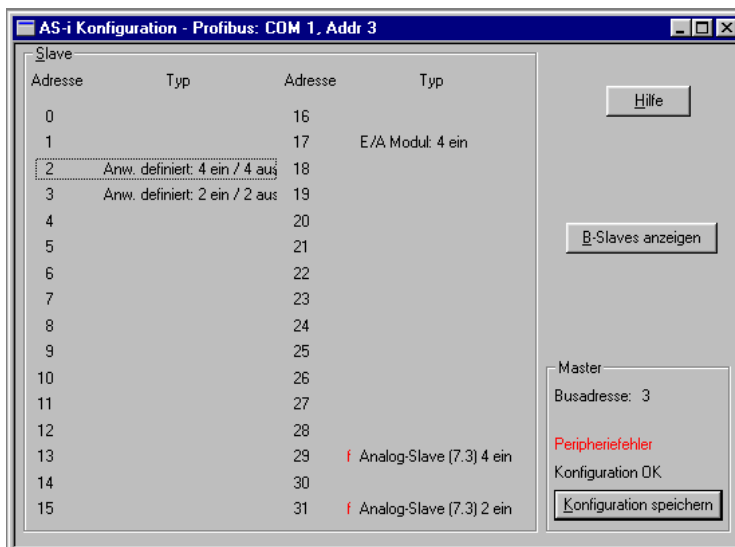 AS-i Konfiguration - Profibus: COM 1, Addr 3
Slave
Adresse Typ Adresse Typ
0 16
1 17 E/A Modul: 4 ein
2 Anw. definiert: 4 ein / 4 aus 18
3 Anw. definiert: 2 ein / 2 aus 19
4 20
5 21
6 22
7 23
8 24
9 25
10 26
11 27
12 28
13 29 f Analog-Slave (7.3) 4 ein
14 30
15 31 f Analog-Slave (7.3) 2 ein
Hilfe
B-Slaves anzeigen
Master
Busadresse: 3
Peripheriefehler
Konfiguration OK
Konfiguration speichern